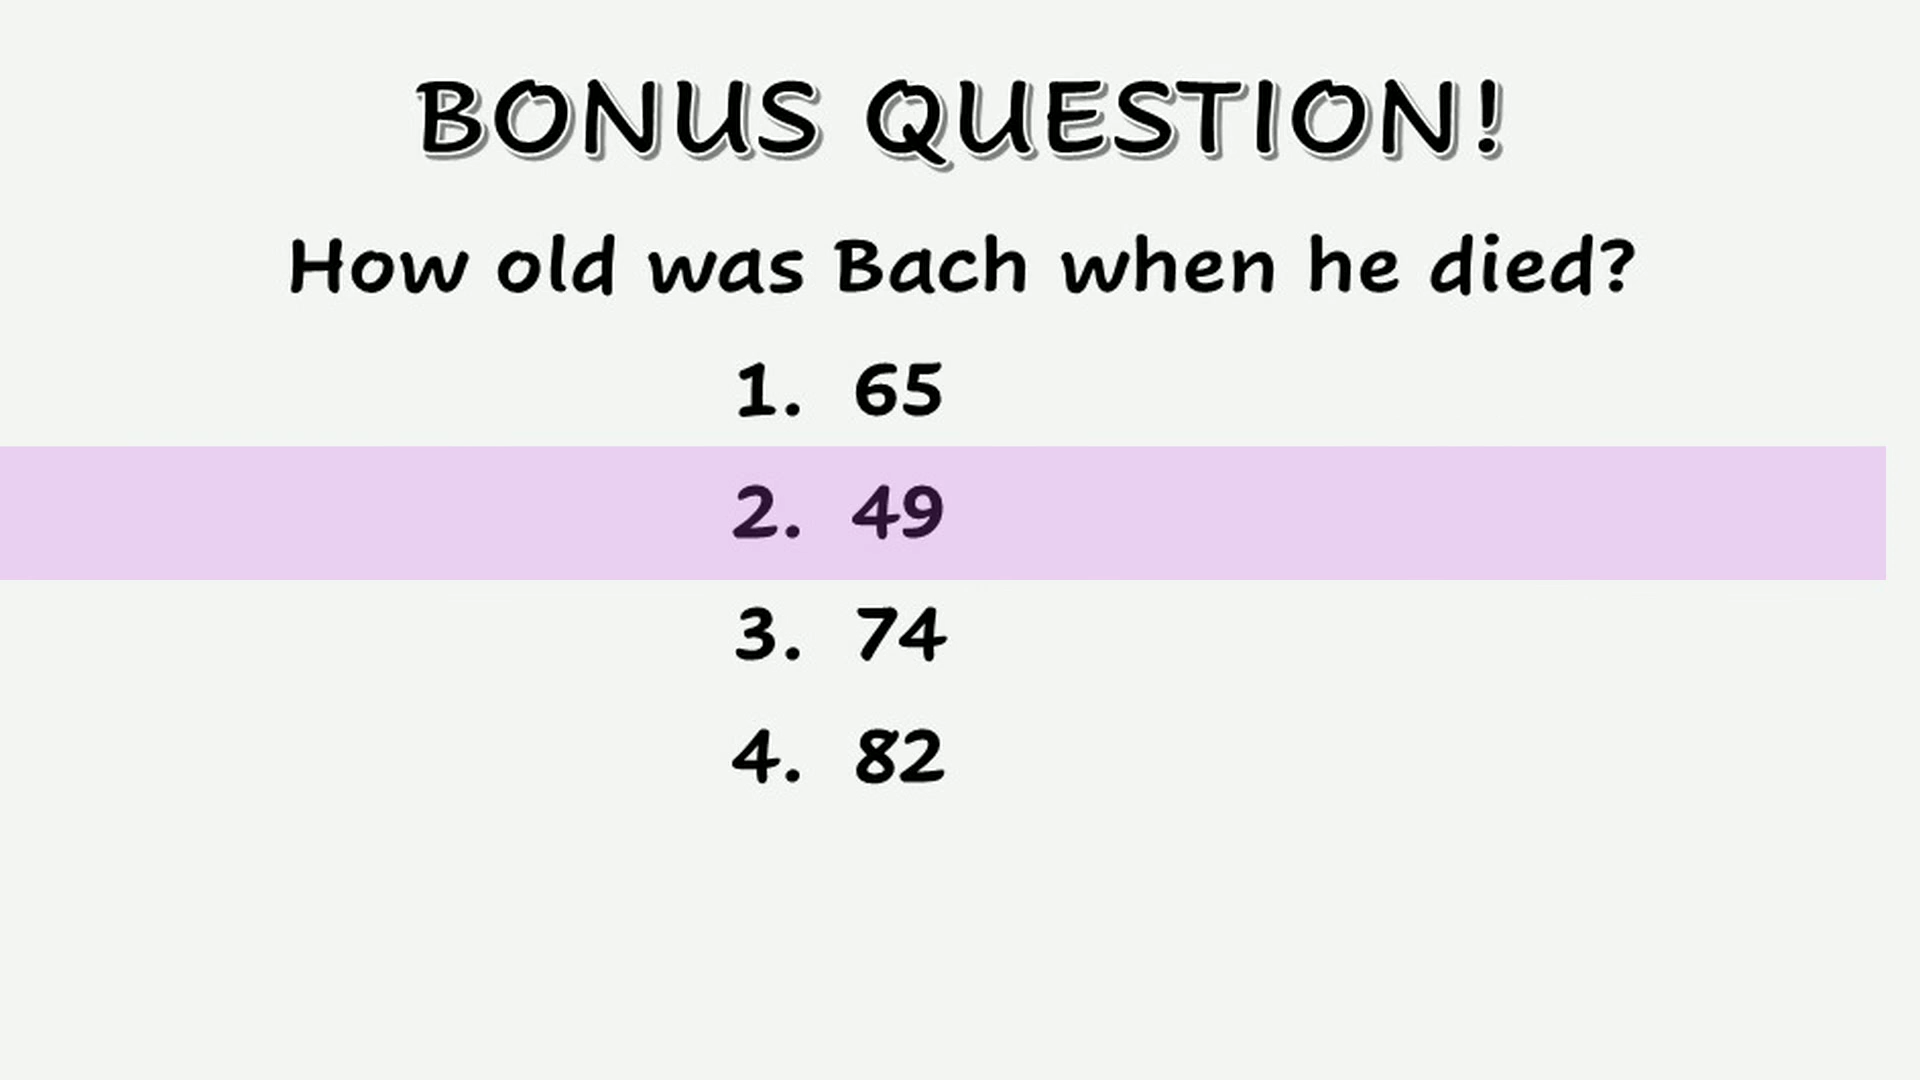 BONUS QUESTION!
How old was Bach when he died?
1. 65
2. 49
3. 74
4. 82